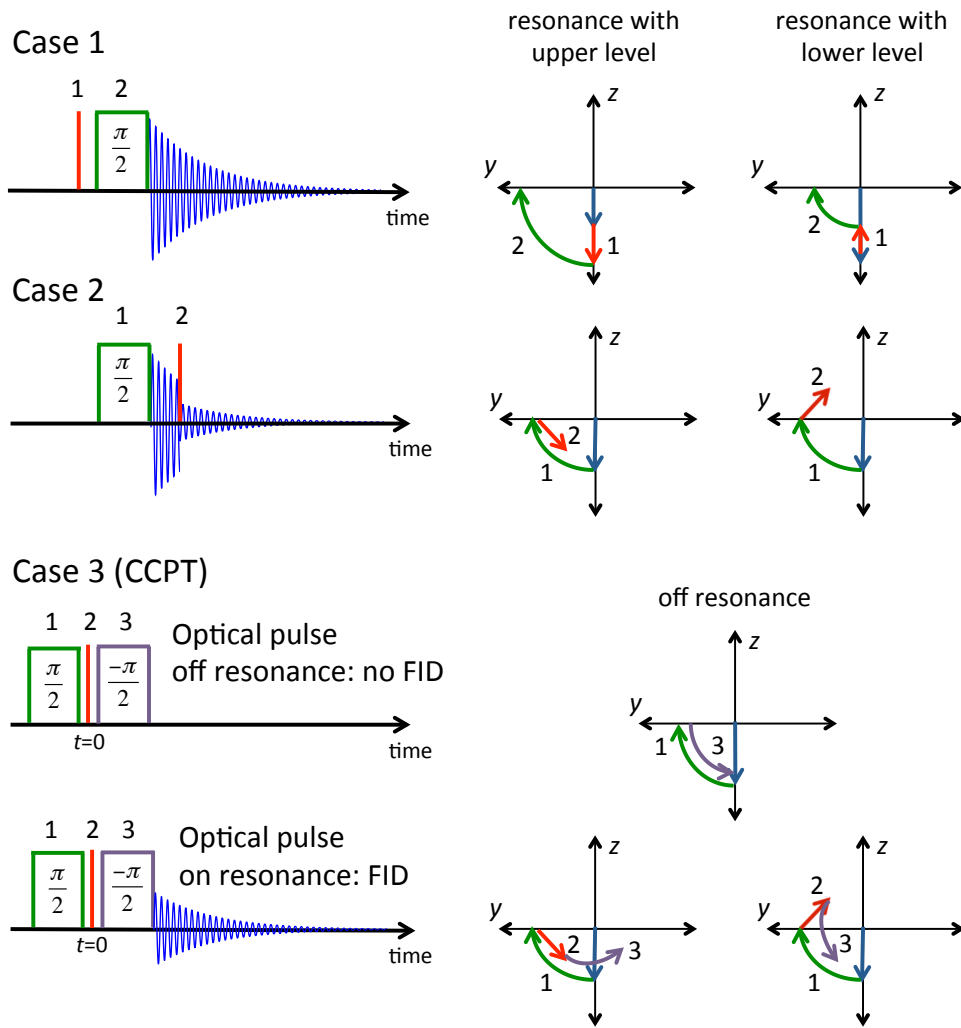 Case 1
resonance with
upper level
resonance with
lower level
1 2
π/2
time
z
y
2
1
z
y
2
1
Case 2
1 2
π/2
time
z
y
2
1
z
y
2
1
Case 3 (CCPT)
1 2 3
π/2
-π/2
Optical pulse
off resonance: no FID
t=0
time
off resonance
z
y
1
3
1 2 3
π/2
-π/2
Optical pulse
on resonance: FID
t=0
time
z
y
2
3
1
z
y
2
3
1